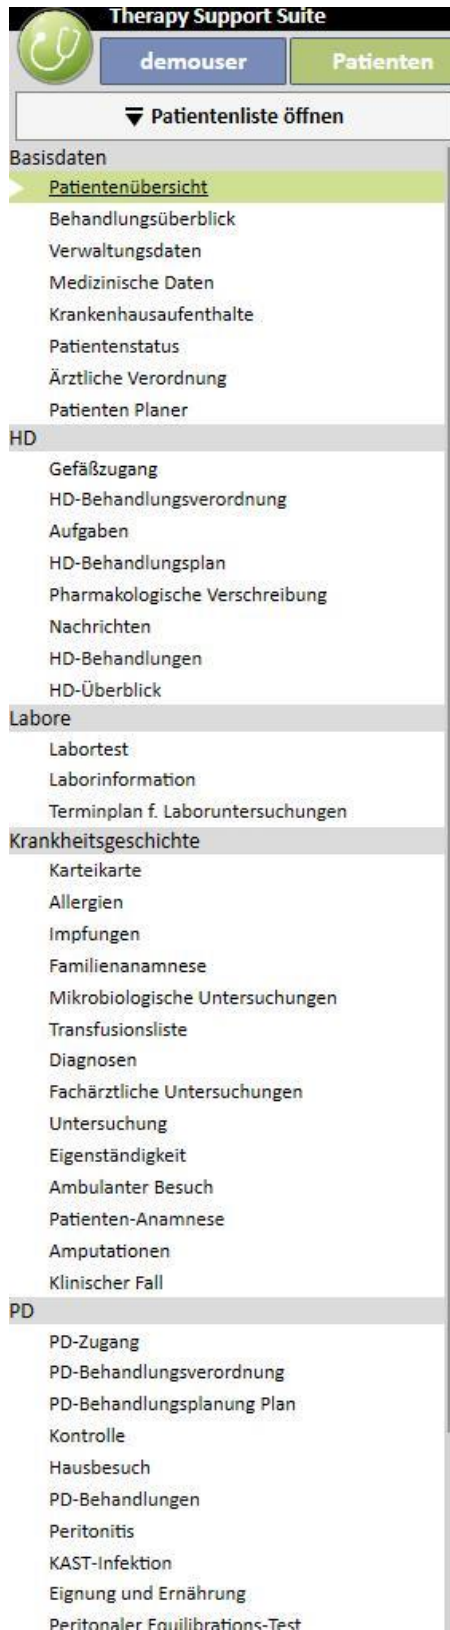 Therapy Support Suite
demouser Patienten
Patientenliste öffnen
Basisdaten
Patientenübersicht
Behandlungsüberblick
Verwaltungsdaten
Medizinische Daten
Krankenhausaufenthalte
Patientenstatus
Ärztliche Verordnung
Patienten Planer
HD
Gefäßzugang
HD-Behandlungsverordnung
Aufgaben
HD-Behandlungsplan
Pharmakologische Verschreibung
Nachrichten
HD-Behandlungen
HD-Überblick
Labore
Labortest
Laborinformation
Terminplan f. Laboruntersuchungen
Krankheitsgeschichte
Karteikarte
Allergien
Impfungen
Familienanamnese
Mikrobiologische Untersuchungen
Transfusionsliste
Diagnosen
Fachärztliche Untersuchungen
Untersuchung
Eigenständigkeit
Ambulanter Besuch
Patienten-Anamnese
Amputationen
Klinischer Fall
PD
PD-Zugang
PD-Behandlungsverordnung
PD-Behandlungsplanung Plan
Kontrolle
Hausbesuch
PD-Behandlungen
Peritonitis
KAST-Infektion
Eignung und Ernährung
Peritonaler Equilibrations-Test